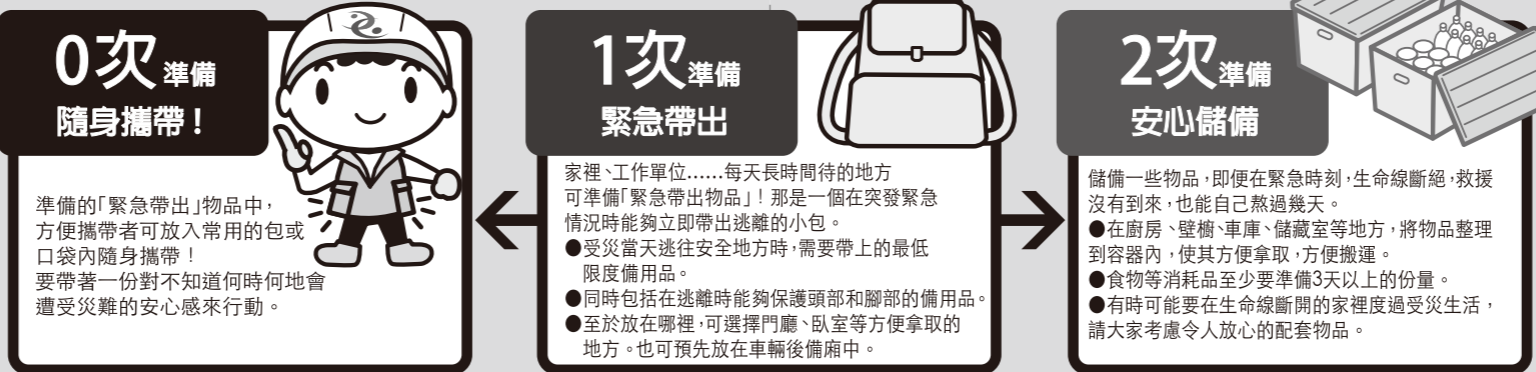 0次準備
隨身攜帶！
準備的「緊急帶出」物品中，
方便攜帶者可放入常用的包或
口袋內隨身攜帶！
要帶著一份對不知道何時何地會
遭受災難的安心感來行動。
1次準備
緊急帶出
家裡、工作單位……每天長時間待的地方
可準備「緊急帶出物品」！那是一個在突發緊急
情況時能夠立即帶出逃離的小包。
●受災當天逃往安全地方時，需要帶上的最低
限度備用品。
●同時包括在逃離時能夠保護頭部和腳部的備用品。
●至於放在哪裡，可選擇門廳、臥室等方便拿取的
地方。也可預先放在車輛後備廂中。
2次準備
安心儲備
儲備一些物品，即便在緊急時刻，生命線斷絕，救援
沒有到來，也能自己熬過幾天。
●在廚房、壁櫥、車庫、儲藏室等地方，將物品整理
到容器內，使其方便拿取，方便搬運。
●食物等消耗品至少要準備3天以上的份量。
●有時可能要在生命線斷開的家裡度過受災生活，
請大家考慮令人放心的配套物品。